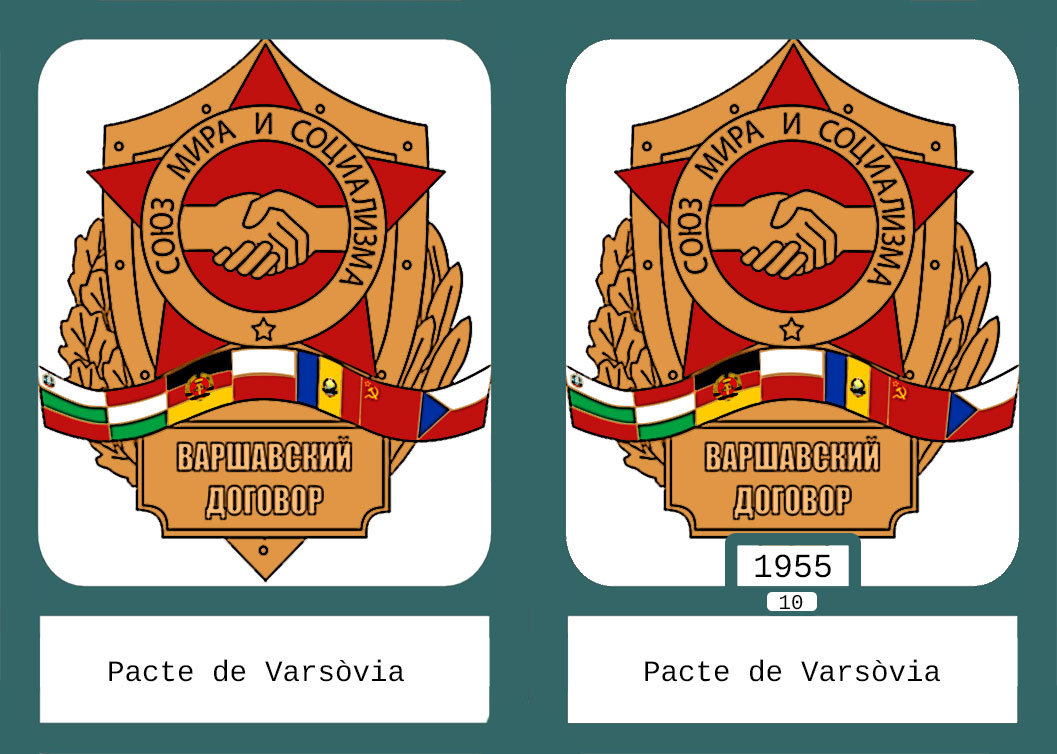 СОЮЗ МИРА И СОЦИАЛИЗМА
ВАРШАВСКИЙ
ДОГОВОР
Pacte de Varsòvia
СОЮЗ МИРА И СОЦИАЛИЗМА
ВАРШАВСКИЙ
ДОГОВОР
1955
10
Pacte de Varsòvia